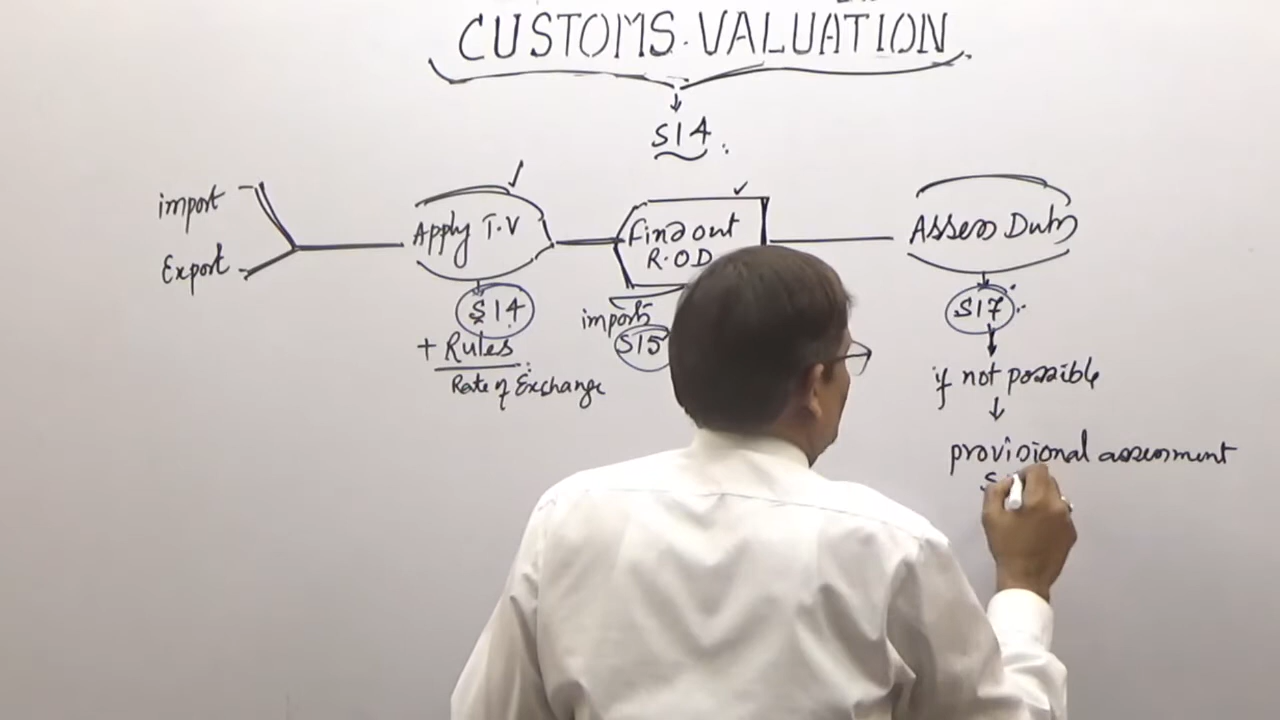 CUSTOMS VALUATION
S14
import
Export
Apply T.V
S14
+ Rules
Rate of Exchange
Find out
R.OD
import
S15
Assess Duty
S17
if not possible
provisional assessment
S